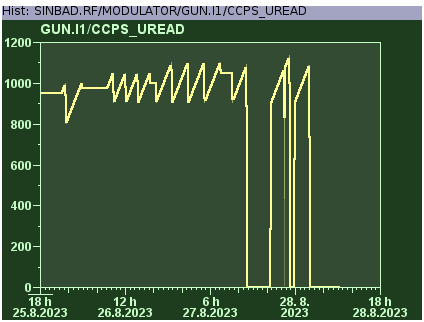 Hist: SINBAD.RF/MODULATOR/GUN.I1/CCPS_UREAD
GUN.I1/CCPS_UREAD
1200
1000
800
600
400
200
0
18 h 12 h 6 h 28. 8. 18 h
25.8.2023 26.8.2023 27.8.2023 2023 28.8.2023